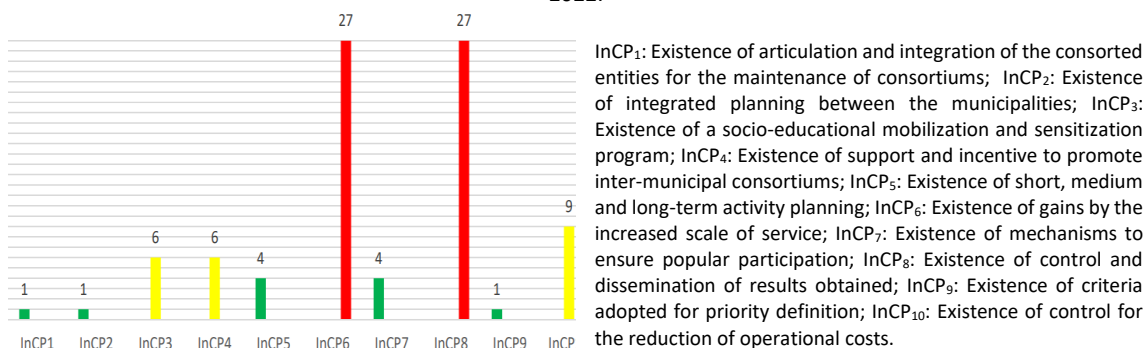 2022.
27 27
9
6 6
4 4
1 1 1
InCP1 InCP2 InCP3 InCP4 InCP5 InCP6 InCP7 InCP8 InCP9 InCP
InCP₁: Existence of articulation and integration of the consorted
entities for the maintenance of consortiums; InCP₂: Existence
of integrated planning between the municipalities; InCP₃:
Existence of a socio-educational mobilization and sensitization
program; InCP₄: Existence of support and incentive to promote
inter-municipal consortiums; InCP₅: Existence of short, medium
and long-term activity planning; InCP₆: Existence of gains by the
increased scale of service; InCP₇: Existence of mechanisms to
ensure popular participation; InCP₈: Existence of control and
dissemination of results obtained; InCP₉: Existence of criteria
adopted for priority definition; InCP₁₀: Existence of control for
the reduction of operational costs.